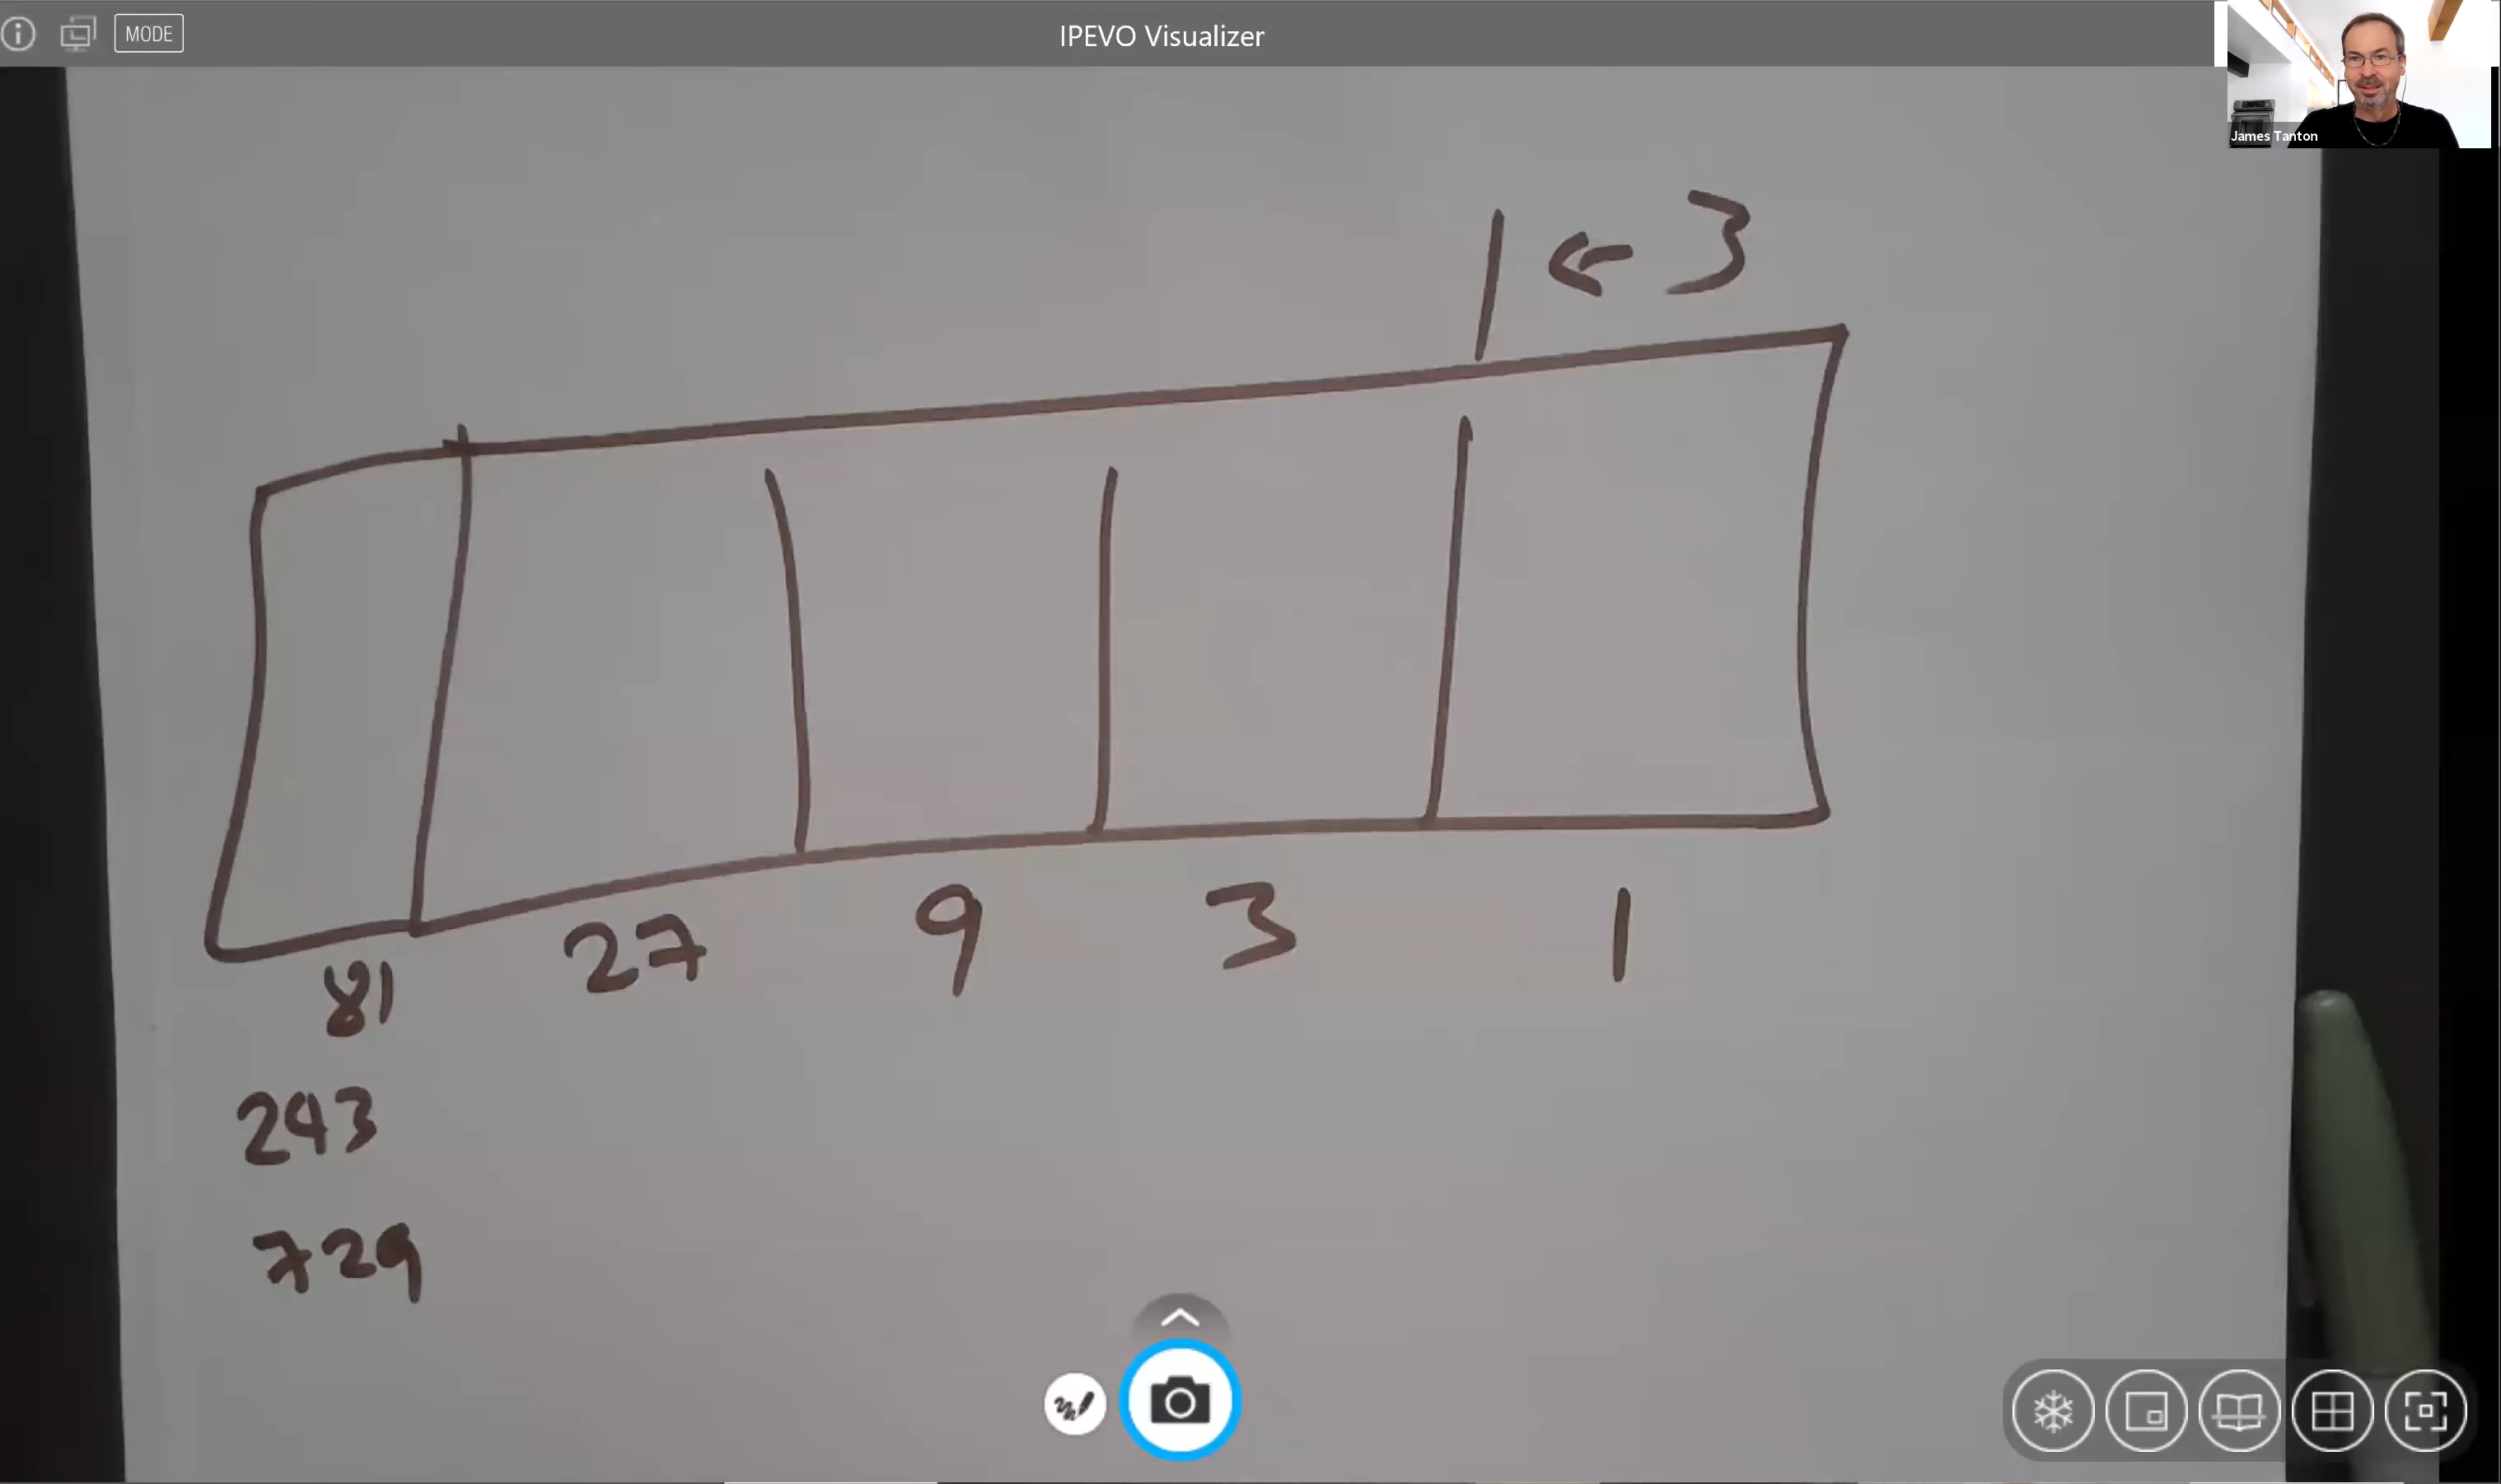 MODE
IPEVO Visualizer
James Tanton
1 ← 3
81 27 9 3 1
243
729